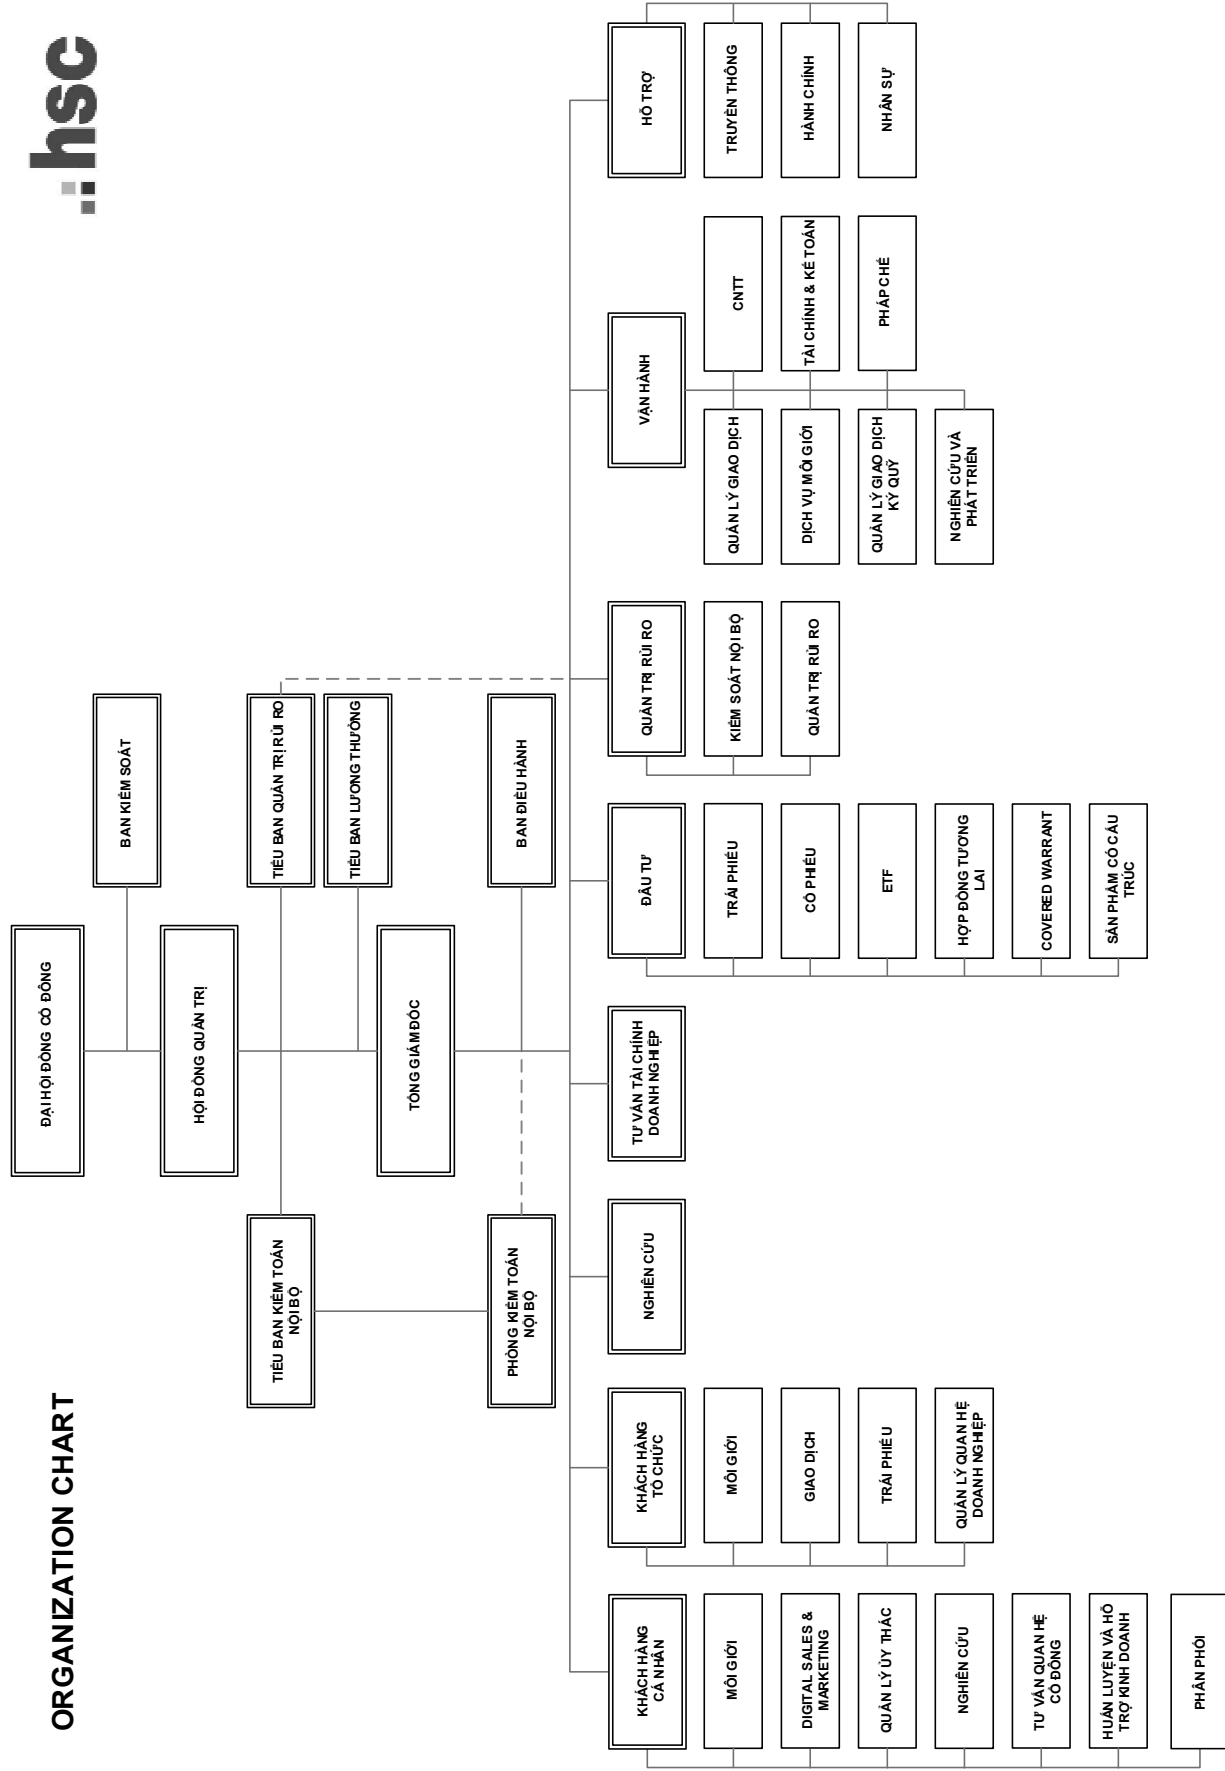 ORGANIZATION CHART
hsc
ĐẠI HỘI ĐỒNG CỔ ĐÔNG
BAN KIỂM SOÁT
HỘI ĐỒNG QUẢN TRỊ
TIỂU BAN KIỂM TOÁN
NỘI BỘ
TIỂU BAN QUẢN TRỊ RỦI RO
TIỂU BAN LƯƠNG THƯỞNG
TỔNG GIÁM ĐỐC
PHÒNG KIỂM TOÁN
NỘI BỘ
BAN ĐIỀU HÀNH
KHÁCH HÀNG
CÁ NHÂN
MÔI GIỚI
DIGITAL SALES &
MARKETING
QUẢN LÝ ỦY THÁC
NGHIÊN CỨU
TƯ VẤN QUAN HỆ
CỔ ĐÔNG
HUẤN LUYỆN VÀ HỖ
TRỢ KINH DOANH
PHÂN PHỐI
KHÁCH HÀNG
TỔ CHỨC
MÔI GIỚI
GIAO DỊCH
TRÁI PHIẾU
QUẢN LÝ QUAN HỆ
DOANH NGHIỆP
NGHIÊN CỨU
TƯ VẤN TÀI CHÍNH
DOANH NGHIỆP
ĐẦU TƯ
TRÁI PHIẾU
CỔ PHIẾU
ETF
HỢP ĐỒNG TƯƠNG
LAI
COVERED WARRANT
SẢN PHẨM CÓ CẤU
TRÚC
QUẢN TRỊ RỦI RO
KIỂM SOÁT NỘI BỘ
QUẢN TRỊ RỦI RO
VẬN HÀNH
QUẢN LÝ GIAO DỊCH
CNTT
DỊCH VỤ MÔI GIỚI
TÀI CHÍNH & KẾ TOÁN
QUẢN LÝ GIAO DỊCH
KÝ QUỸ
PHÁP CHẾ
NGHIÊN CỨU VÀ
PHÁT TRIỂN
HỖ TRỢ
TRUYỀN THÔNG
HÀNH CHÍNH
NHÂN SỰ